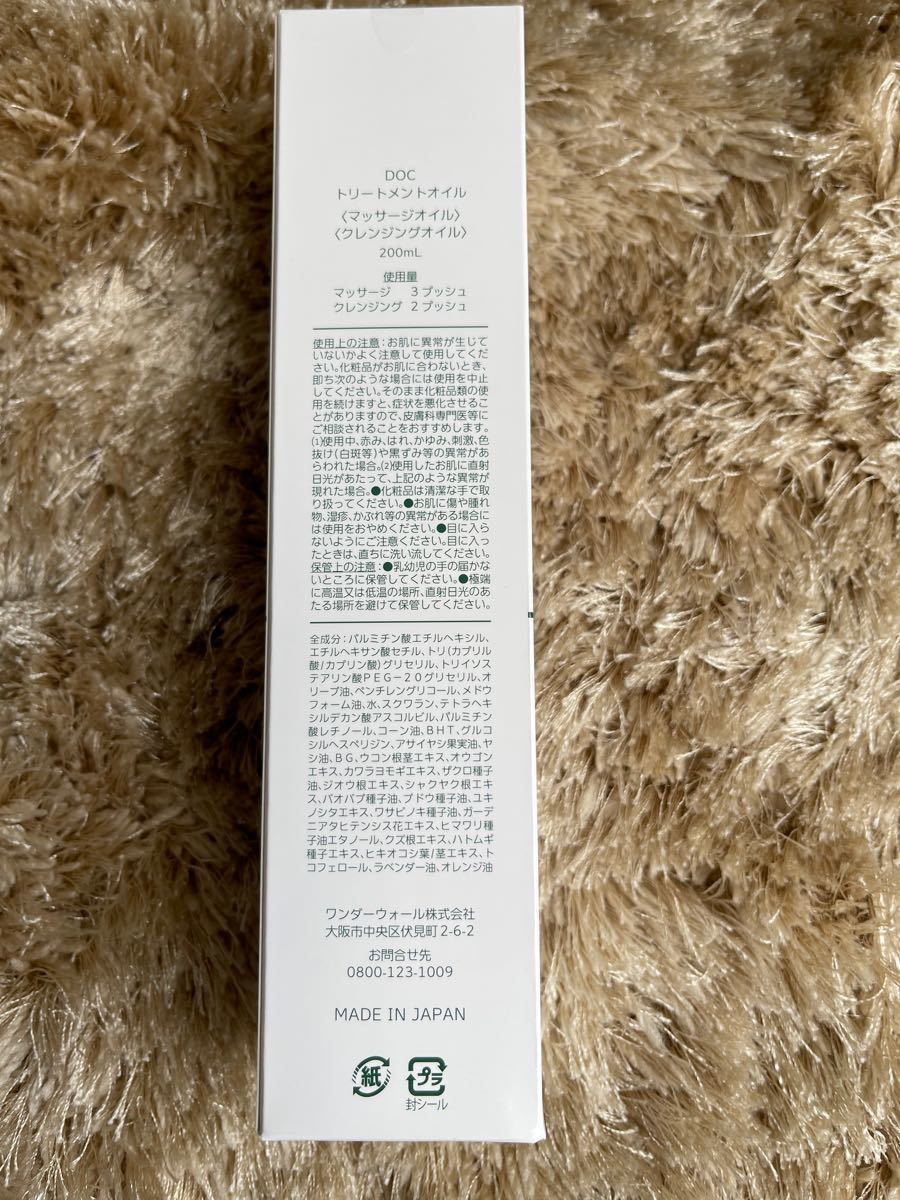 DOC
トリートメントオイル
〈マッサージオイル〉
〈クレンジングオイル〉
200mL
使用量
マッサージ 3プッシュ
クレンジング 2プッシュ
使用上の注意:お肌に異常が生じて
いないかよく注意して使用してくだ
さい。化粧品がお肌に合わないとき、
即ち次のような場合には使用を中止
してください。そのまま化粧品類の使
用を続けますと、症状を悪化させるこ
とがありますので、皮膚科専門医等に
ご相談されることをおすすめします。
(1)使用中、赤み、はれ、かゆみ、刺激、色
抜け(白斑等)や黒ずみ等の異常があ
らわれた場合。(2)使用したお肌に直射
日光があたって、上記のような異常が
現れた場合。●化粧品は清潔な手で取
り扱ってください。●お肌に傷や腫れ
物、湿疹、かぶれ等の異常がある場合に
は使用をおやめください。●目に入ら
ないようにご注意ください。目に入っ
たときは、直ちに洗い流してください。
保管上の注意:●乳幼児の手の届かな
いところに保管してください。●極端
に高温又は低温の場所、直射日光のあ
たる場所を避けて保管してください。
全成分:パルミチン酸エチルヘキシル、
エチルヘキサン酸セチル、トリ(カプリル
酸/カプリン酸)グリセリル、トリイソス
テアリン酸PEG-20グリセリル、オ
リーブ油、ペンチレングリコール、メドウ
フォーム油、水、スクワラン、テトラヘキ
シルデカン酸アスコルビル、パルミチン
酸レチノール、コーン油、BHT、グルコ
シルヘスペリジン、アサイヤシ果実油、ヤ
シ油、BG、ウコン根茎エキス、オウゴン
エキス、カワラヨモギエキス、ザクロ種子
油、ジオウ根エキス、シャクヤク根エキ
ス、バオバブ種子油、ブドウ種子油、ユキ
ノシタエキス、ワサビノキ種子油、ガーデ
ニアタヒテンシス花エキス、ヒマワリ種
子油エタノール、クズ根エキス、ハトムギ
種子エキス、ヒキオコシ葉/茎エキス、ト
コフェロール、ラベンダー油、オレンジ油
ワンダーウォール株式会社
大阪市中央区伏見町2-6-2
お問合せ先
0800-123-1009
MADE IN JAPAN
紙 プラ
封シール